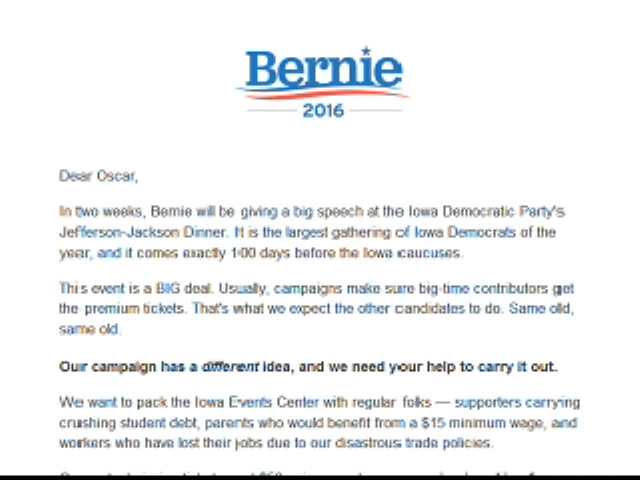 Bernie
2016
Dear Oscar,
In two weeks, Bernie will be giving a big speech at the Iowa Democratic Party's
Jefferson-Jackson Dinner. It is the largest gathering of Iowa Democrats of the
year, and it comes exactly 100 days before the Iowa caucuses.
This event is a BIG deal. Usually, campaigns make sure big-time contributors get
the premium tickets. That's what we expect the other candidates to do. Same old,
same old.
Our campaign has a different idea, and we need your help to carry it out.
We want to pack the Iowa Events Center with regular folks — supporters carrying
crushing student debt, parents who would benefit from a $15 minimum wage, and
workers who have lost their jobs due to our disastrous trade policies.